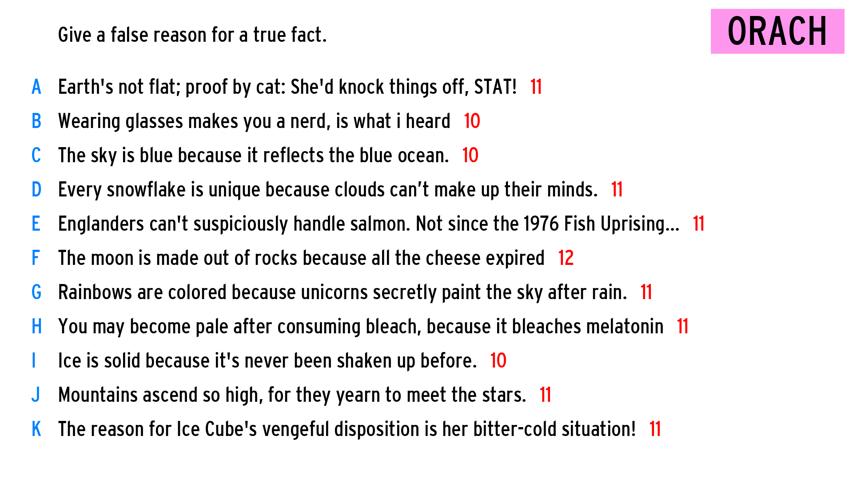 Give a false reason for a true fact.
ORACH
A Earth's not flat; proof by cat: She'd knock things off, STAT! 11
B Wearing glasses makes you a nerd, is what i heard 10
C The sky is blue because it reflects the blue ocean. 10
D Every snowflake is unique because clouds can’t make up their minds. 11
E Englanders can't suspiciously handle salmon. Not since the 1976 Fish Uprising... 11
F The moon is made out of rocks because all the cheese expired 12
G Rainbows are colored because unicorns secretly paint the sky after rain. 11
H You may become pale after consuming bleach, because it bleaches melatonin 11
I Ice is solid because it's never been shaken up before. 10
J Mountains ascend so high, for they yearn to meet the stars. 11
K The reason for Ice Cube's vengeful disposition is her bitter-cold situation! 11